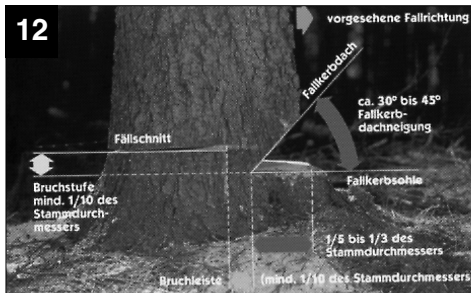 12
vorgesehene Fallrichtung
Fallkerbdach
ca. 30° bis 45°
Fallkerb-
dachneigung
Fällschnitt
Bruchstufe
mind. 1/10 des
Stammdurch-
messers
Fallkerbsohle
1/5 bis 1/3 des
Stammdurchmessers
Bruchleiste
(mind. 1/10 des Stammdurchmessers